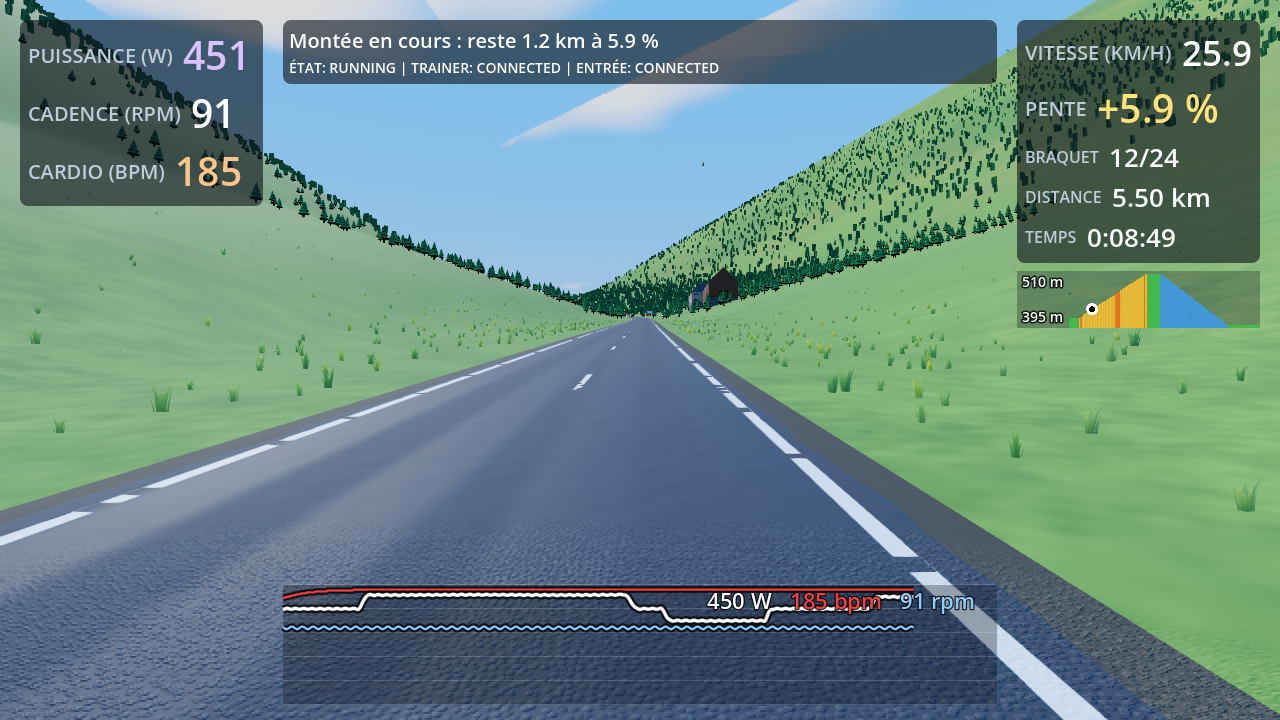 PUISSANCE (W) 451
CADENCE (RPM) 91
CARDIO (BPM) 185
Montée en cours : reste 1.2 km à 5.9 %
ÉTAT: RUNNING | TRAINER: CONNECTED | ENTRÉE: CONNECTED
VITESSE (KM/H) 25.9
PENTE +5.9 %
BRAQUET 12/24
DISTANCE 5.50 km
TEMPS 0:08:49
510 m
395 m
450 W 185 bpm 91 rpm